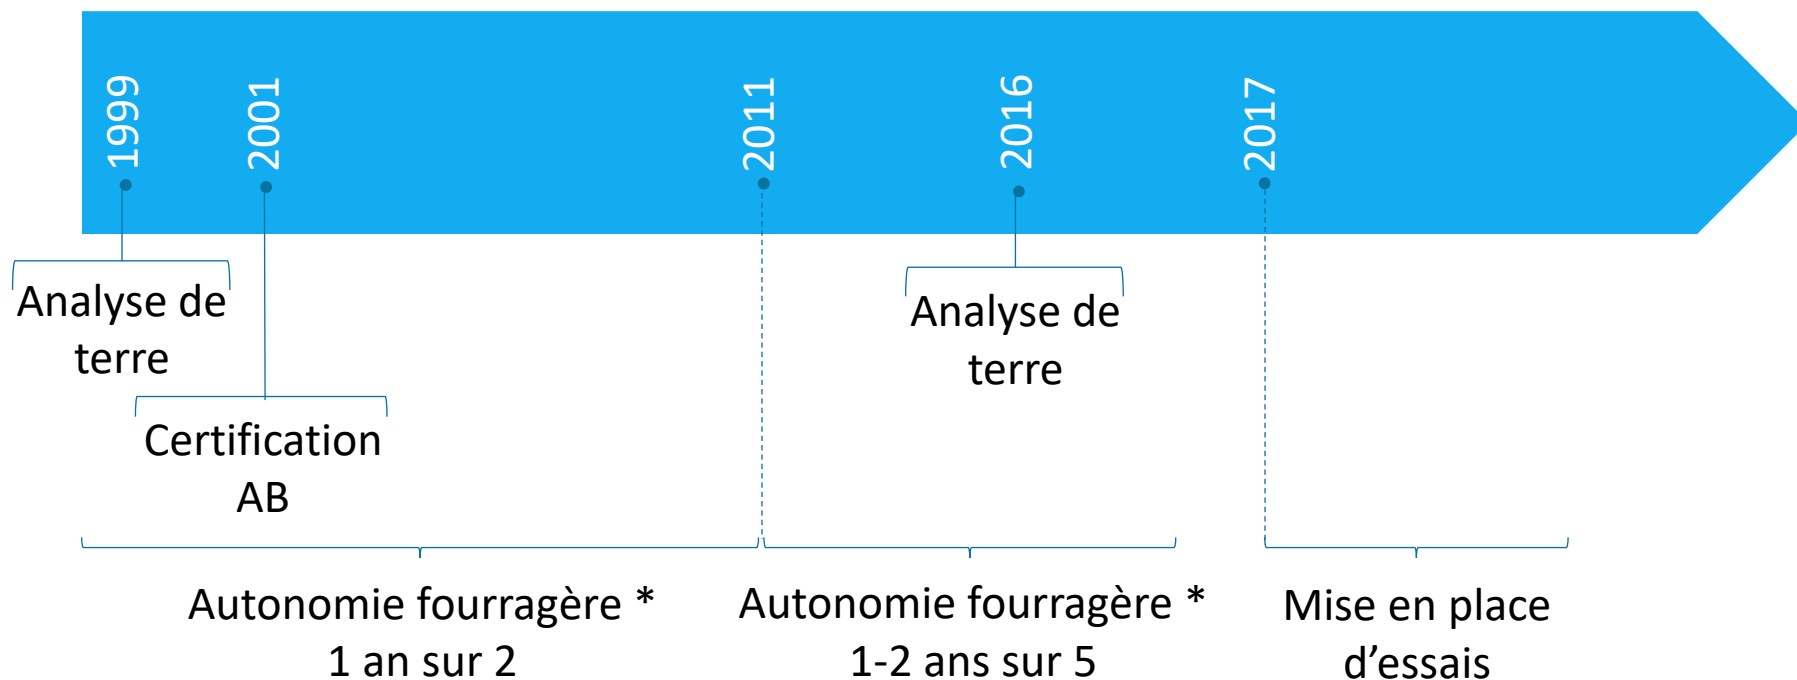 1999
2001
2011
2016
2017
Analyse de
terre
Certification
AB
Analyse de
terre
Autonomie fourragère *
1 an sur 2
Autonomie fourragère *
1-2 ans sur 5
Mise en place
d’essais